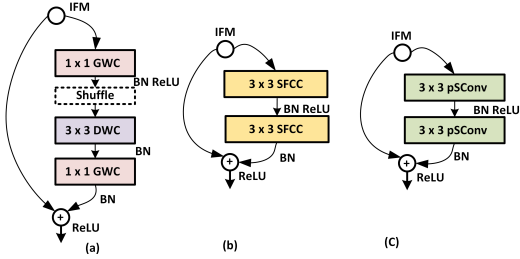 IFM
1 x 1 GWC
BN ReLU
Shuffle
3 x 3 DWC
BN
1 x 1 GWC
BN
+
ReLU
(a)
IFM
3 x 3 SFCC
BN ReLU
3 x 3 SFCC
+
BN
ReLU
(b)
IFM
3 x 3 pSConv
BN ReLU
3 x 3 pSConv
+
BN
ReLU
(C)